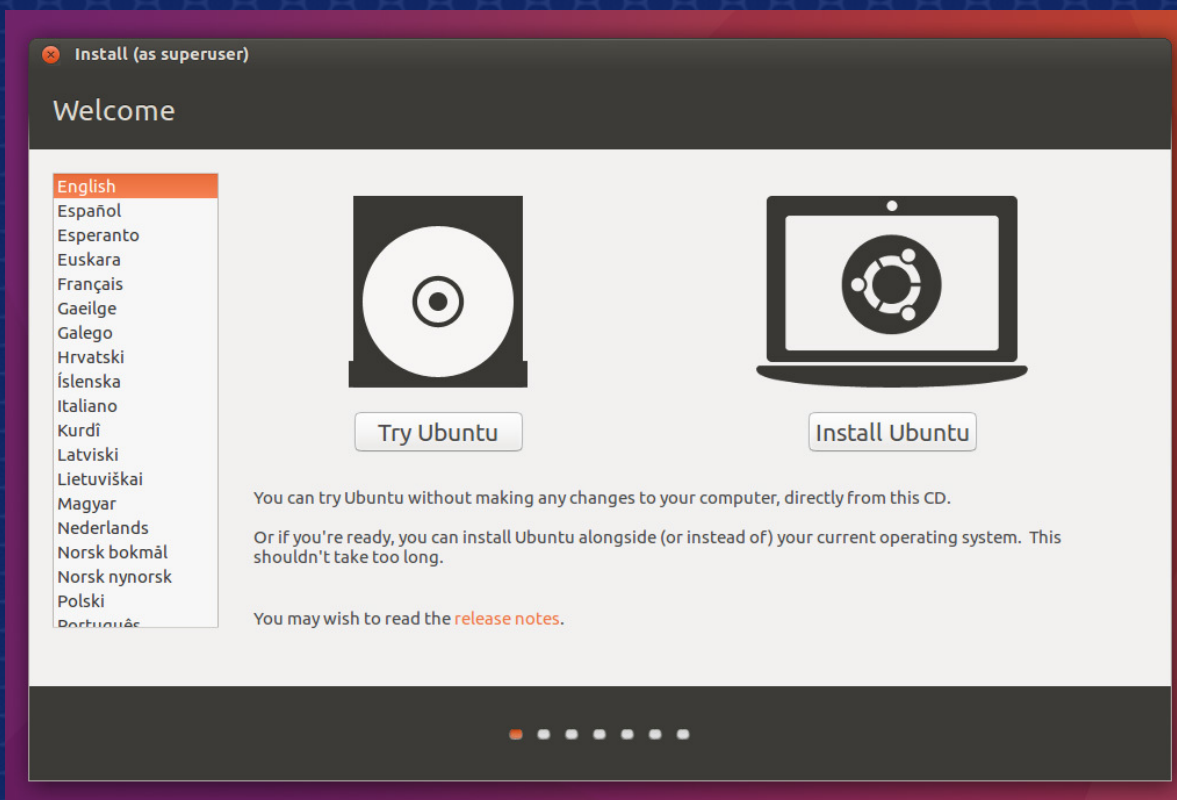 Install (as superuser)
Welcome
English
Español
Esperanto
Euskara
Français
Gaeilge
Galego
Hrvatski
Íslenska
Italiano
Kurdî
Latviski
Lietuviškai
Magyar
Nederlands
Norsk bokmål
Norsk nynorsk
Polski
Português
Try Ubuntu
Install Ubuntu
You can try Ubuntu without making any changes to your computer, directly from this CD.
Or if you're ready, you can install Ubuntu alongside (or instead of) your current operating system. This
shouldn't take too long.
You may wish to read the release notes.